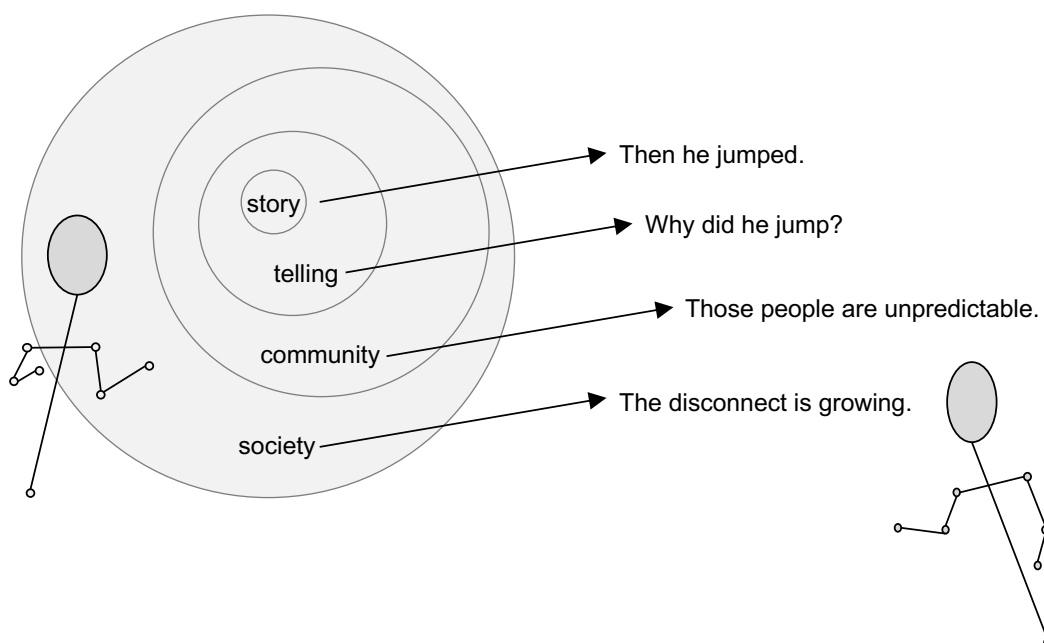 Then he jumped.
story
Why did he jump?
telling
Those people are unpredictable.
community
The disconnect is growing.
society